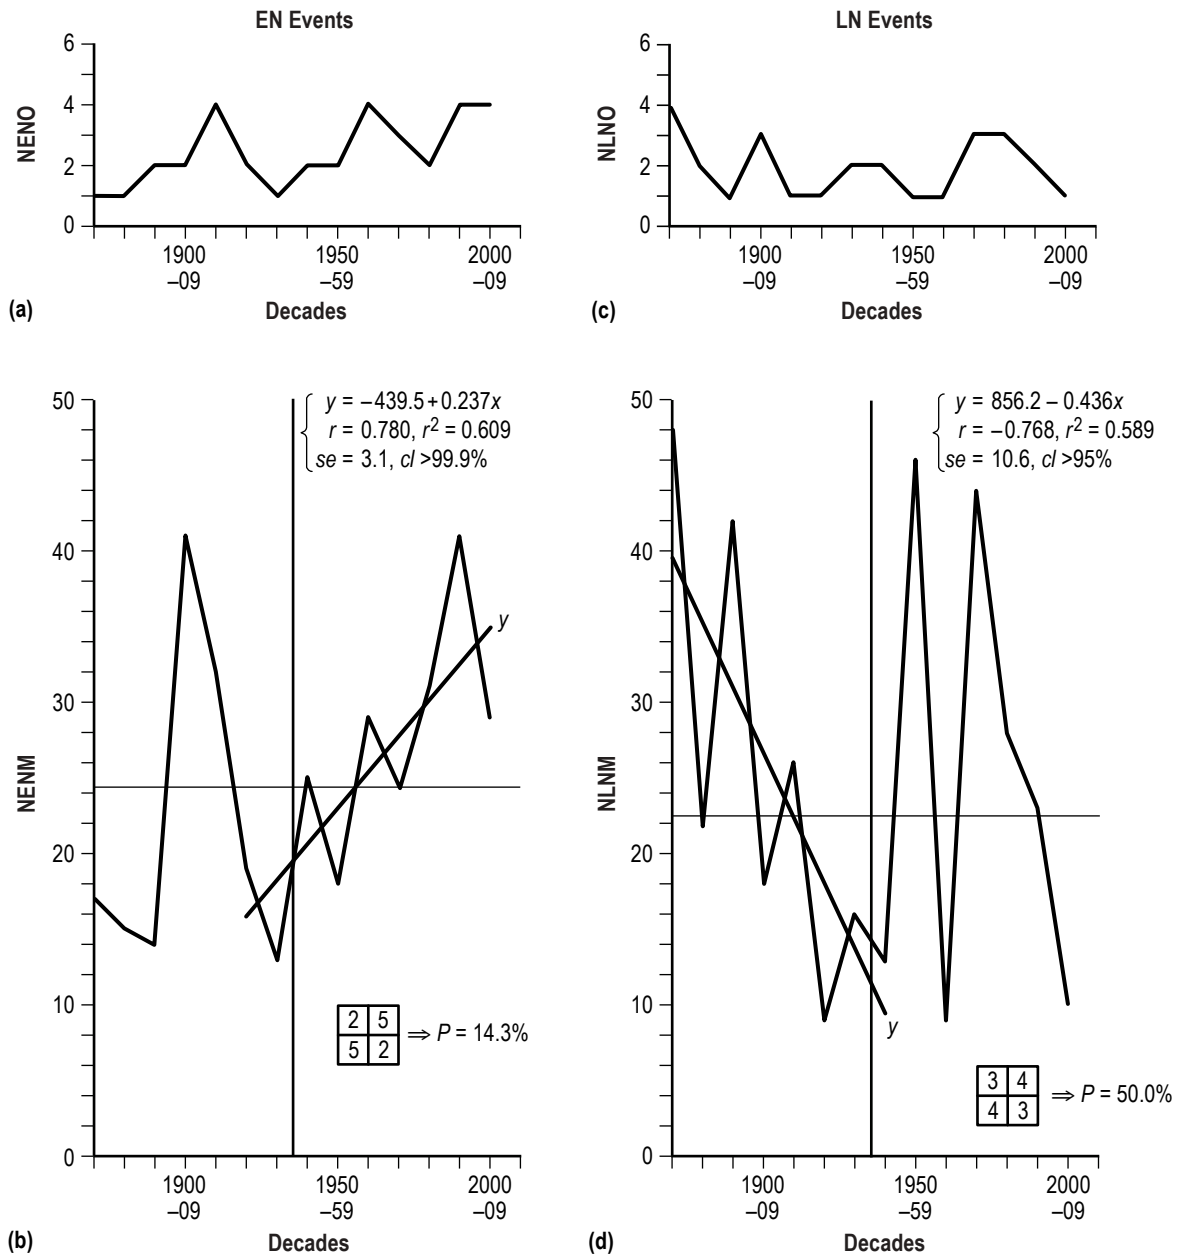 EN Events
6
4
2
0
NENO
1900
–09
1950
–59
2000
–09
Decades
(a)
LN Events
6
4
2
0
NLNO
1900
–09
1950
–59
2000
–09
Decades
(c)
50
40
30
20
10
0
NENM
y = –439.5 + 0.237x
r = 0.780, r² = 0.609
se = 3.1, cl >99.9%
y
2 5
5 2
⇒ P = 14.3%
1900
–09
1950
–59
2000
–09
Decades
(b)
50
40
30
20
10
0
NLNM
y = 856.2 – 0.436x
r = –0.768, r² = 0.589
se = 10.6, cl >95%
y
3 4
4 3
⇒ P = 50.0%
1900
–09
1950
–59
2000
–09
Decades
(d)